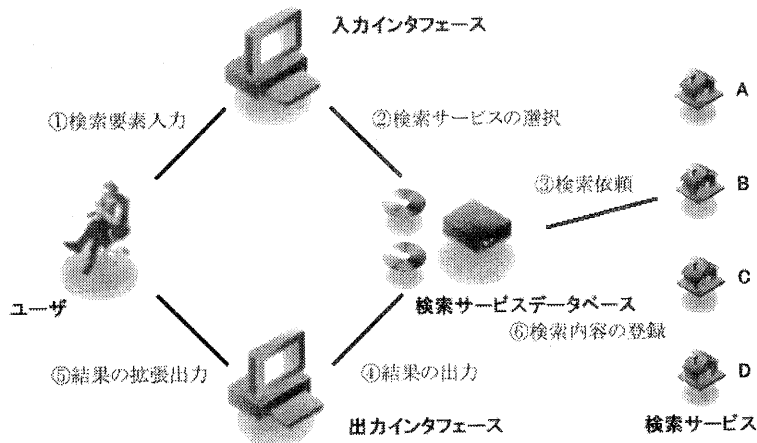 入力インタフェース
①検索要素入力
②検索サービスの選択
A
B
③検索依頼
C
D
ユーザ
検索サービスデータベース
⑥検索内容の登録
⑤結果の拡張出力
④結果の出力
出力インタフェース
検索サービス